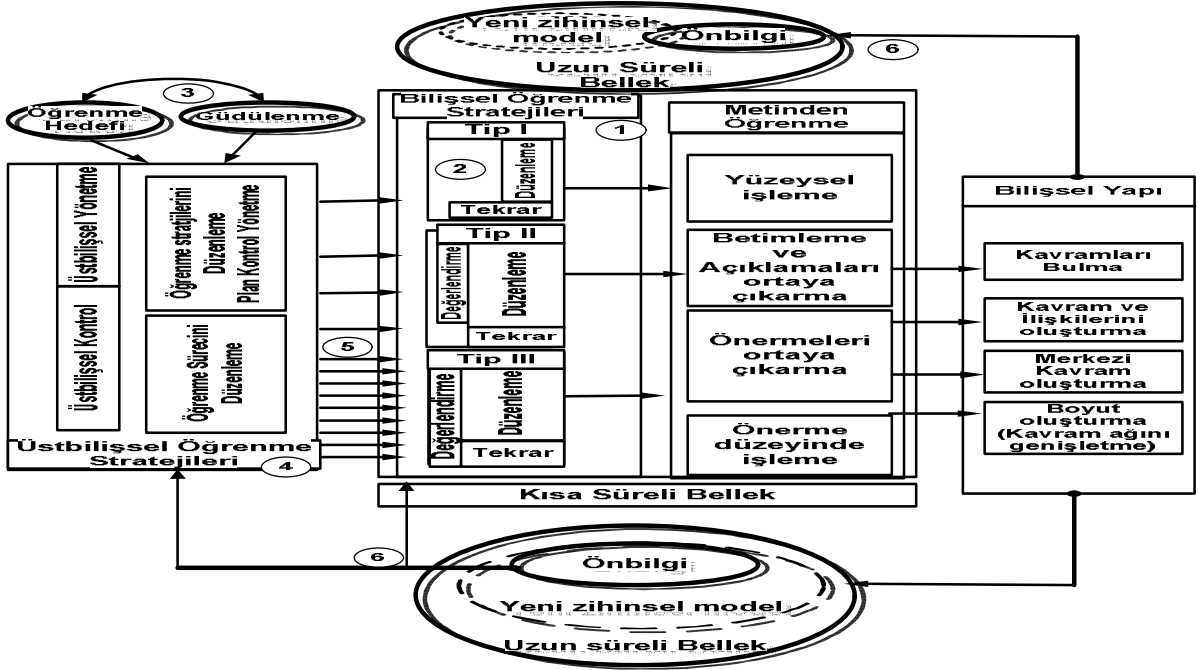 Yeni zihinsel
model
Önbilgi
Uzun Süreli
Bellek
6
3
Öğrenme
Hedefi
Güdülenme
Üstbilişsel Yönetme
Üstbilişsel Kontrol
Öğrenme stratjilerini
Düzenleme
Plan Kontrol Yönetme
Öğrenme Sürecini
Düzenleme
Üstbilişsel Öğrenme
Stratejileri
4
5
Bilişsel Öğrenme
Stratejileri
1
Tip I
2
Düzenleme
Tekrar
Tip II
Değerlendirme
Düzenleme
Tekrar
Tip III
Değerlendirme
Düzenleme
Tekrar
Metinden
Öğrenme
Yüzeysel
işleme
Betimleme
ve
Açıklamaları
ortaya
çıkarma
Önermeleri
ortaya
çıkarma
Önerme
düzeyinde
işleme
Kısa Süreli Bellek
Bilişsel Yapı
Kavramları
Bulma
Kavram ve
İlişkilerini
oluşturma
Merkezi
Kavram
oluşturma
Boyut
oluşturma
(Kavram ağını
genişletme)
6
Önbilgi
Yeni zihinsel model
Uzun süreli Bellek